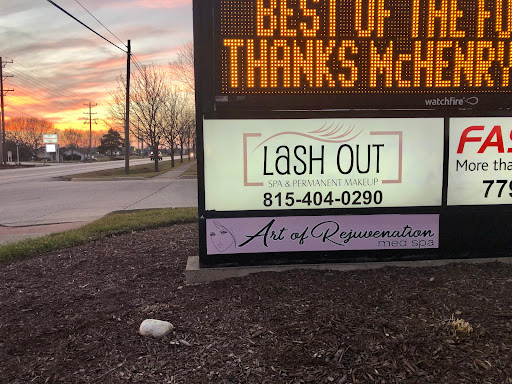 BEST OF THE FO
THANKS McHENRY
watchfire
LASH OUT
SPA & PERMANENT MAKEUP
815-404-0290
FAS
More tha
779
Art of Rejuvenation
med spa